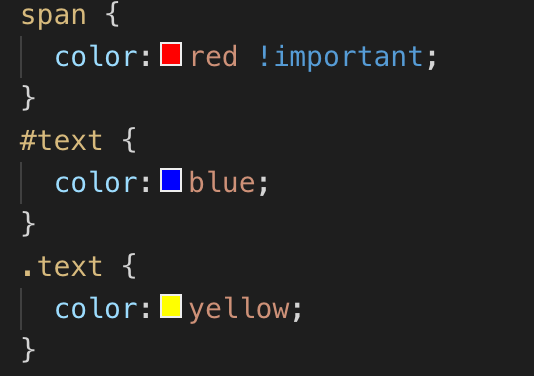 span {
color: red !important;
}
#text {
color: blue;
}
.text {
color: yellow;
}